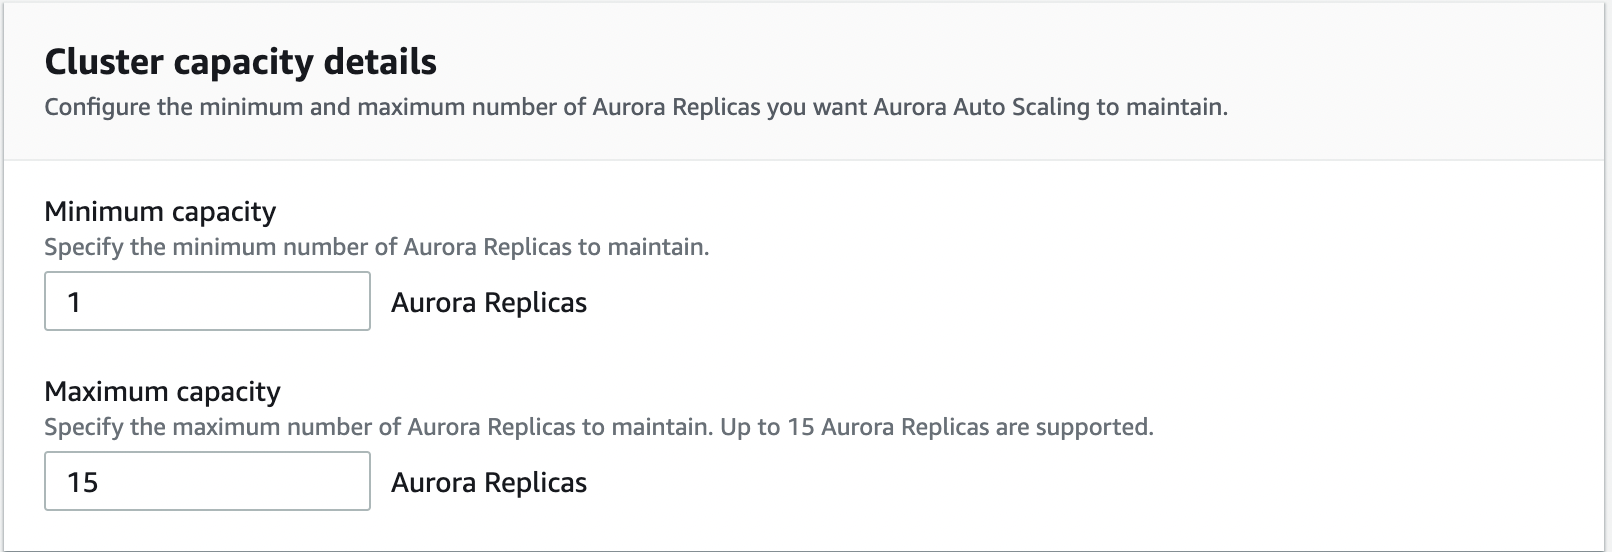 Cluster capacity details
Configure the minimum and maximum number of Aurora Replicas you want Aurora Auto Scaling to maintain.
Minimum capacity
Specify the minimum number of Aurora Replicas to maintain.
1 Aurora Replicas
Maximum capacity
Specify the maximum number of Aurora Replicas to maintain. Up to 15 Aurora Replicas are supported.
15 Aurora Replicas